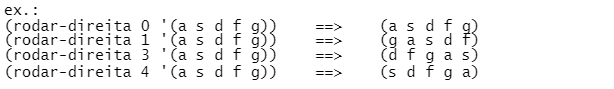 ex.:
(rodar-direita 0 '(a s d f g)) ==> (a s d f g)
(rodar-direita 1 '(a s d f g)) ==> (g a s d f)
(rodar-direita 3 '(a s d f g)) ==> (d f g a s)
(rodar-direita 4 '(a s d f g)) ==> (s d f g a)